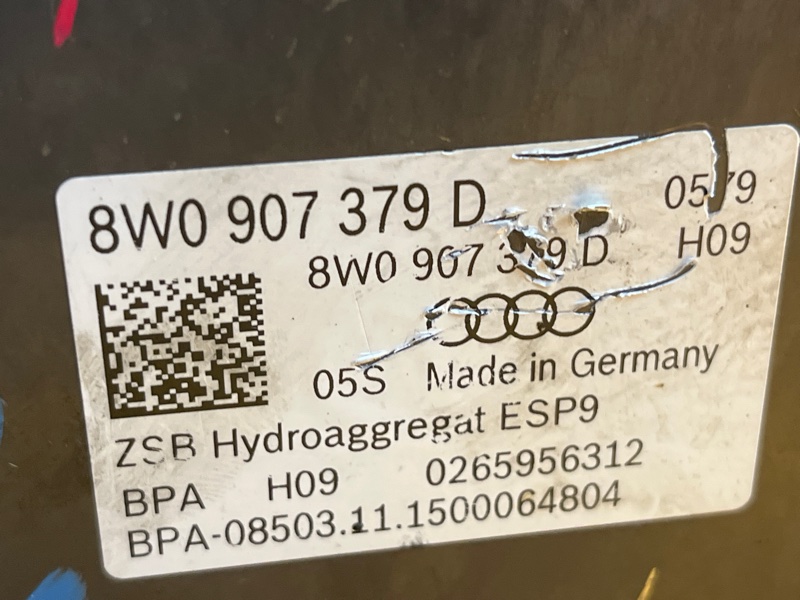 8W0 907 379 D
8W0 907 379 D H09
05S Made in Germany
ZSB Hydroaggregat ESP9
BPA H09 0265956312
BPA-08503.11.1500064804